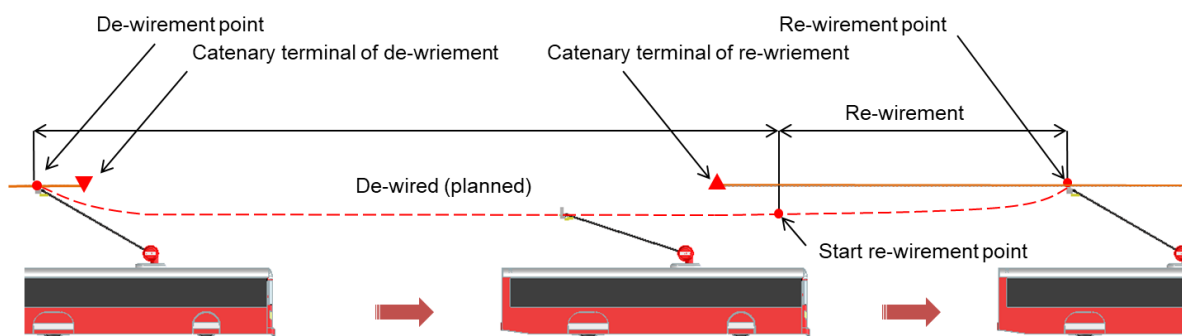 De-wirement point
Re-wirement point
Catenary terminal of de-wriement
Catenary terminal of re-wriement
Re-wirement
De-wired (planned)
Start re-wirement point